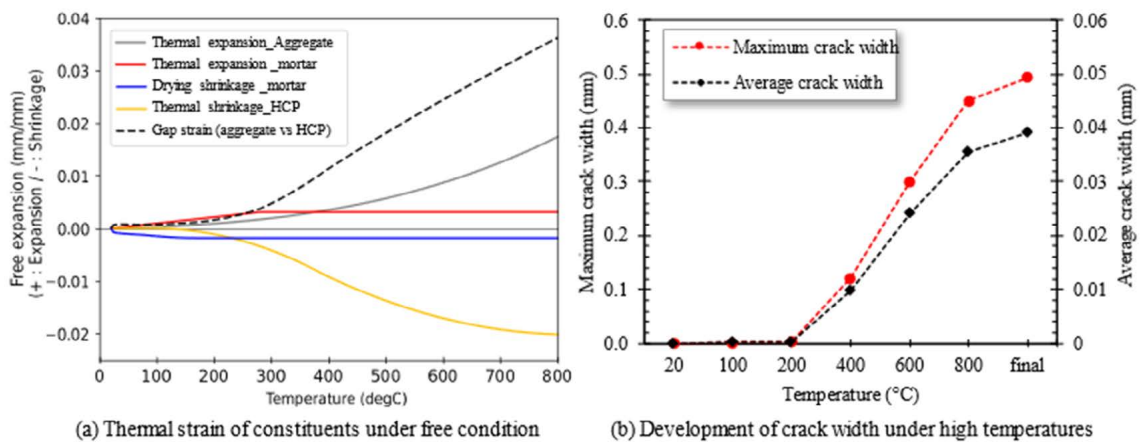 0.04
0.03
0.02
0.01
0.00
−0.01
−0.02
Free expansion (mm/mm)
(+ : Expansion / - : Shrinkage)
Thermal expansion_Aggregate
Thermal expansion _mortar
Drying shrinkage _mortar
Thermal shrinkage_HCP
Gap strain (aggregate vs HCP)
0 100 200 300 400 500 600 700 800
Temperature (degC)
(a) Thermal strain of constituents under free condition
0.6
0.5
0.4
0.3
0.2
0.1
0.0
Maximum crack width (mm)
Maximum crack width
Average crack width
0.06
0.05
0.04
0.03
0.02
0.01
0
Average crack width (mm)
20 100 200 400 600 800 final
Temperature (°C)
(b) Development of crack width under high temperatures